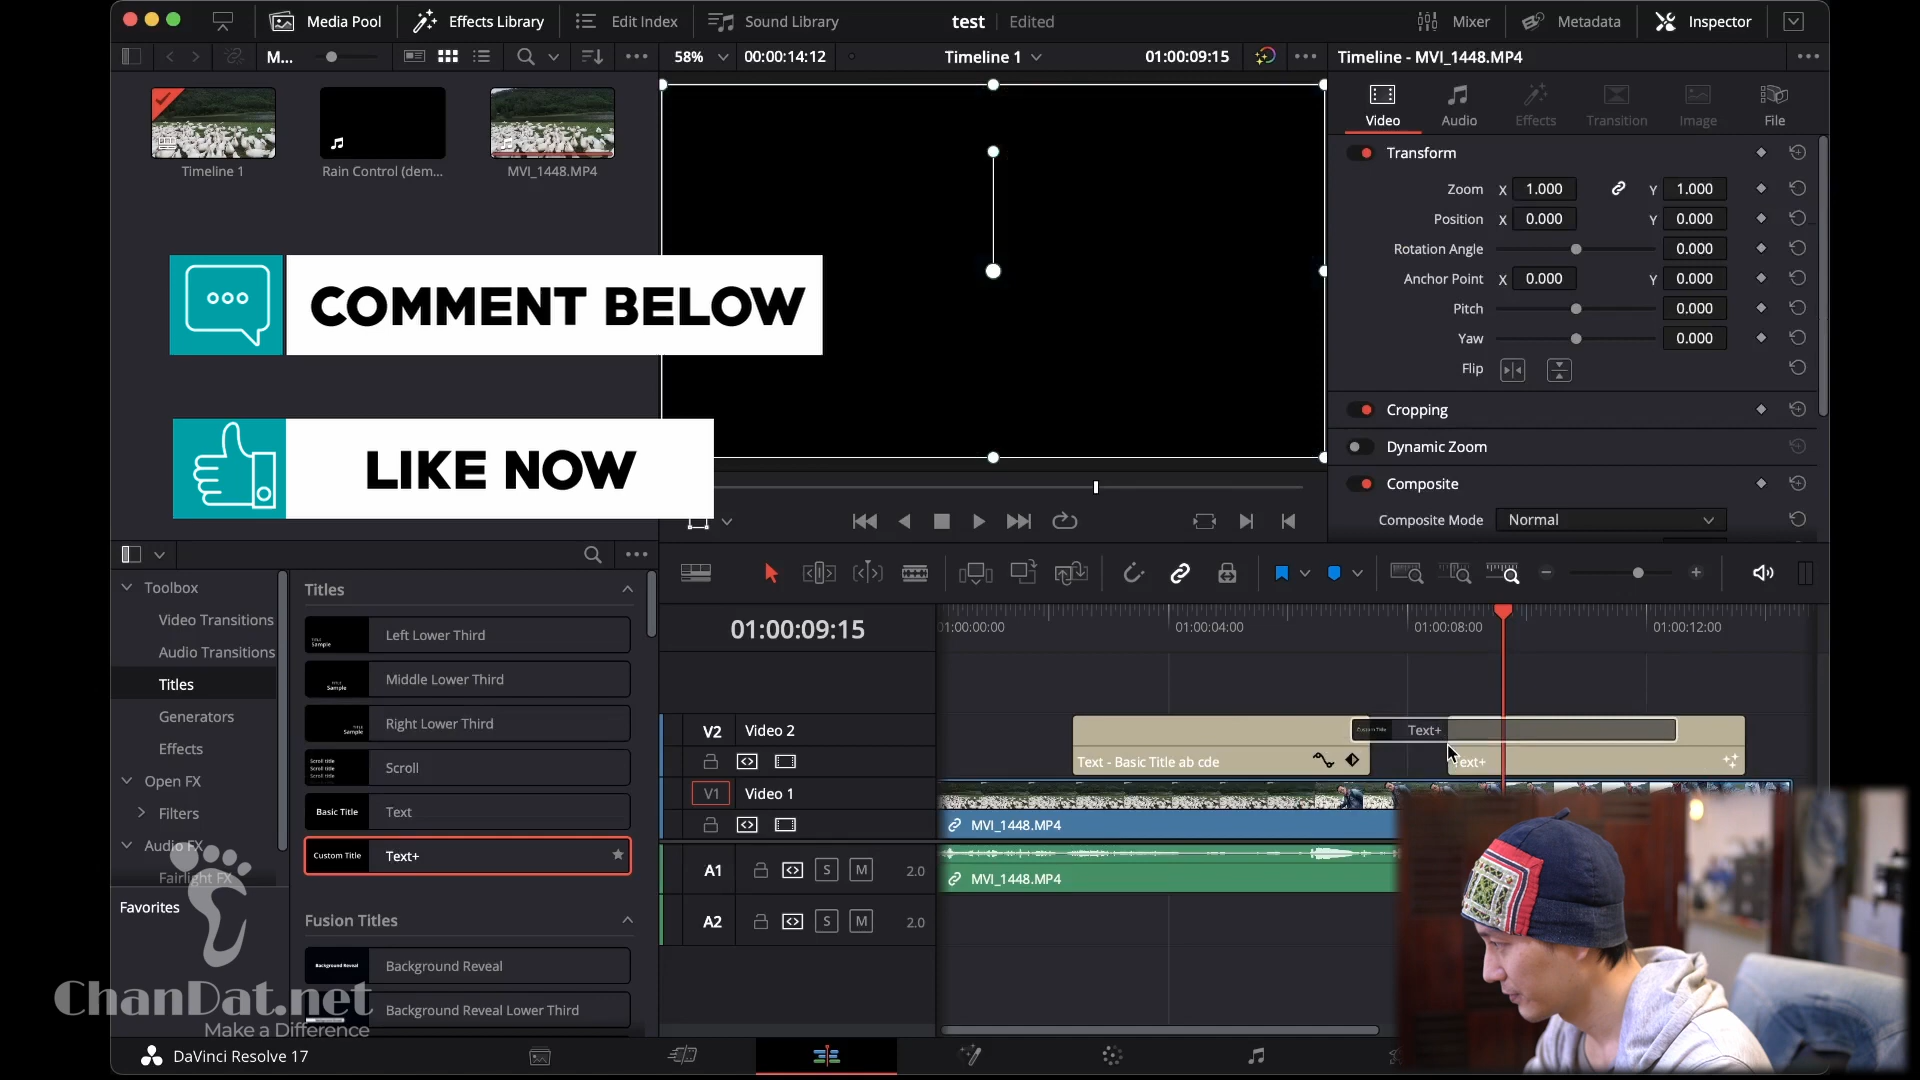 Media Pool
Effects Library
Edit Index
Sound Library
test
Edited
Mixer
Metadata
Inspector
M...
58%
00:00:14:12
Timeline 1
01:00:09:15
Timeline - MVI_1448.MP4
Timeline 1
Rain Control (dem...
MVI_1448.MP4
Video
Audio
Effects
Transition
Image
File
Transform
Zoom X 1.000 Y 1.000
Position X 0.000 Y 0.000
Rotation Angle 0.000
Anchor Point X 0.000 Y 0.000
Pitch 0.000
Yaw 0.000
Flip
Cropping
Dynamic Zoom
Composite
Composite Mode Normal
COMMENT BELOW
LIKE NOW
Toolbox
Video Transitions
Audio Transitions
Titles
Generators
Effects
Open FX
Filters
Audio FX
Fairlight FX
Favorites
Titles
Left Lower Third
Middle Lower Third
Right Lower Third
Scroll
Basic Title Text
Custom Title Text+
Fusion Titles
Background Reveal Background Reveal
Background Reveal Lower Third
01:00:09:15
01:00:00:00
01:00:04:00
01:00:08:00
01:00:12:00
V2 Video 2
Text - Basic Title ab cde
Custom Title Text+
Text+
V1 Video 1
MVI_1448.MP4
A1 S M 2.0
MVI_1448.MP4
A2 S M 2.0
ChanDat.net
Make a Difference
DaVinci Resolve 17